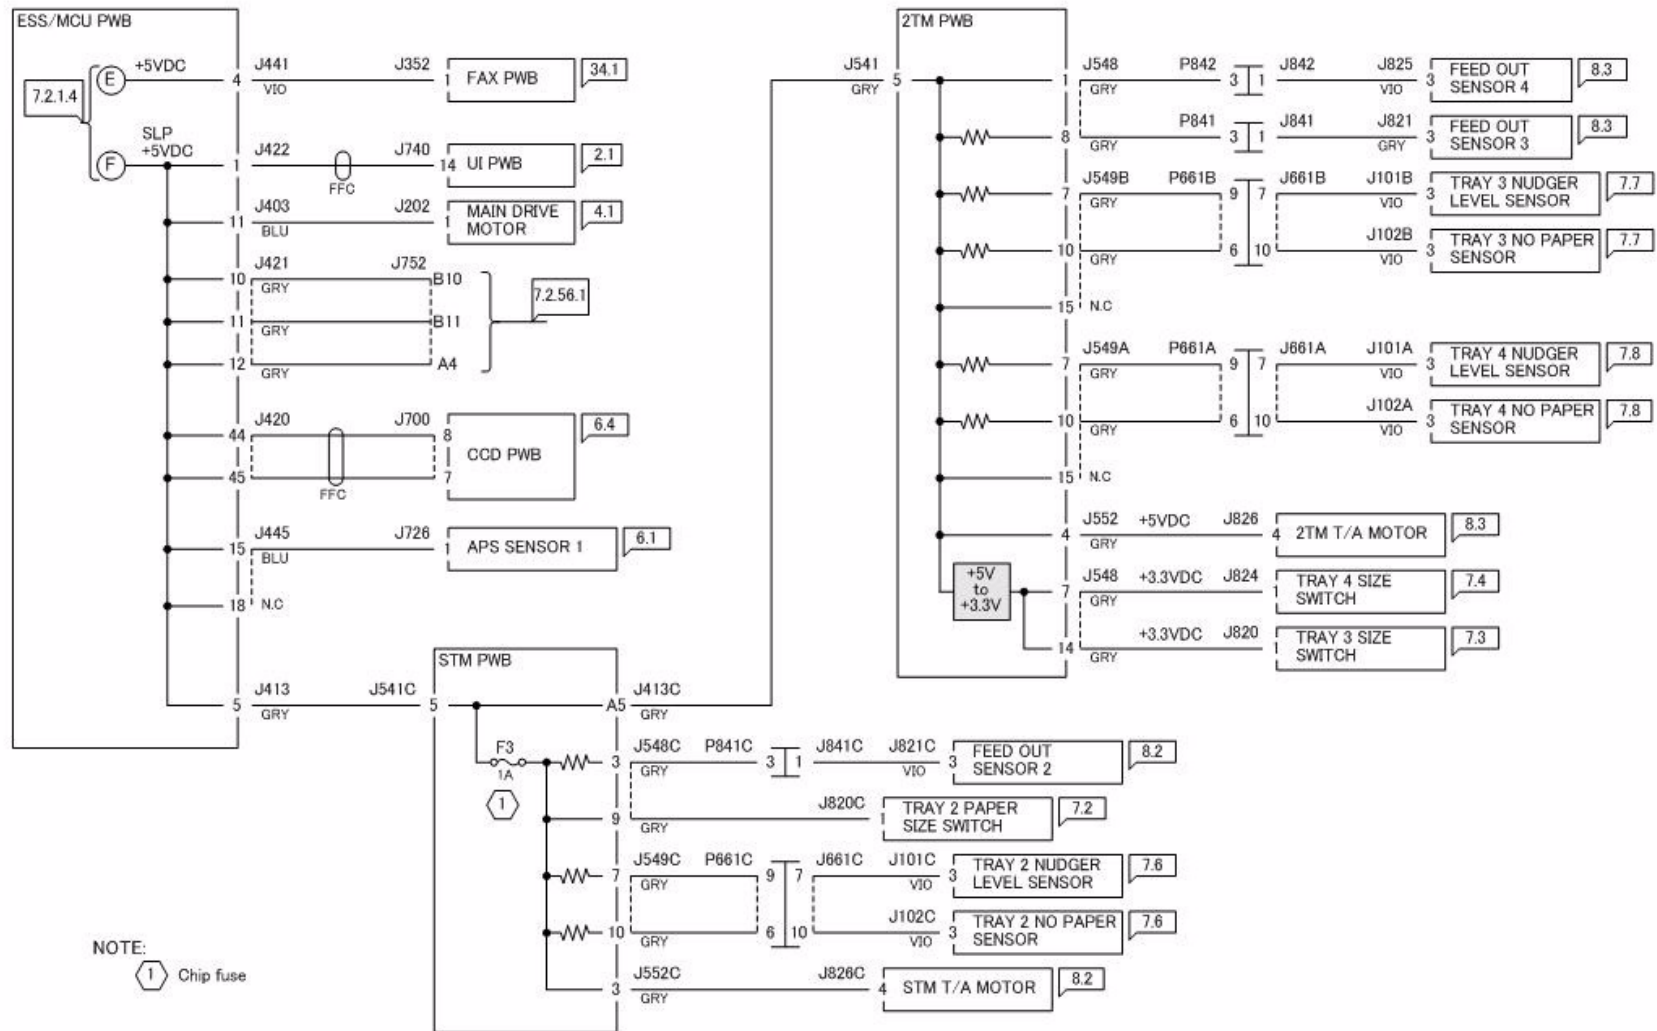 ESS/MCU PWB
7.2.1.4
E +5VDC 4 J441 VIO J352 1 FAX PWB 34.1
F SLP +5VDC 1 J422 FFC J740 14 UI PWB 2.1
11 J403 BLU J202 1 MAIN DRIVE MOTOR 4.1
10 J421 GRY J752 B10
11 GRY B11 7.2.56.1
12 GRY A4
44 J420 J700 8 CCD PWB 6.4
45 FFC 7
15 J445 BLU J726 1 APS SENSOR 1 6.1
18 N.C
5 J413 GRY J541C 5
STM PWB
A5 J413C GRY
F3 1A 1
3 J548C GRY P841C 3 1 J841C J821C VIO 3 FEED OUT SENSOR 2 8.2
9 GRY J820C 1 TRAY 2 PAPER SIZE SWITCH 7.2
7 J549C GRY P661C 9 7 J661C J101C VIO 3 TRAY 2 NUDGER LEVEL SENSOR 7.6
10 GRY 6 10 J102C VIO 3 TRAY 2 NO PAPER SENSOR 7.6
3 J552C GRY J826C 4 STM T/A MOTOR 8.2
2TM PWB
J541 GRY 5
1 J548 GRY P842 3 1 J842 J825 VIO 3 FEED OUT SENSOR 4 8.3
8 GRY P841 3 1 J841 J821 GRY 3 FEED OUT SENSOR 3 8.3
7 J549B GRY P661B 9 7 J661B J101B VIO 3 TRAY 3 NUDGER LEVEL SENSOR 7.7
10 GRY 6 10 J102B VIO 3 TRAY 3 NO PAPER SENSOR 7.7
15 N.C
7 J549A GRY P661A 9 7 J661A J101A VIO 3 TRAY 4 NUDGER LEVEL SENSOR 7.8
10 GRY 6 10 J102A VIO 3 TRAY 4 NO PAPER SENSOR 7.8
15 N.C
4 J552 GRY +5VDC J826 4 2TM T/A MOTOR 8.3
+5V to +3.3V
7 J548 GRY +3.3VDC J824 1 TRAY 4 SIZE SWITCH 7.4
14 GRY +3.3VDC J820 1 TRAY 3 SIZE SWITCH 7.3
NOTE:
1 Chip fuse